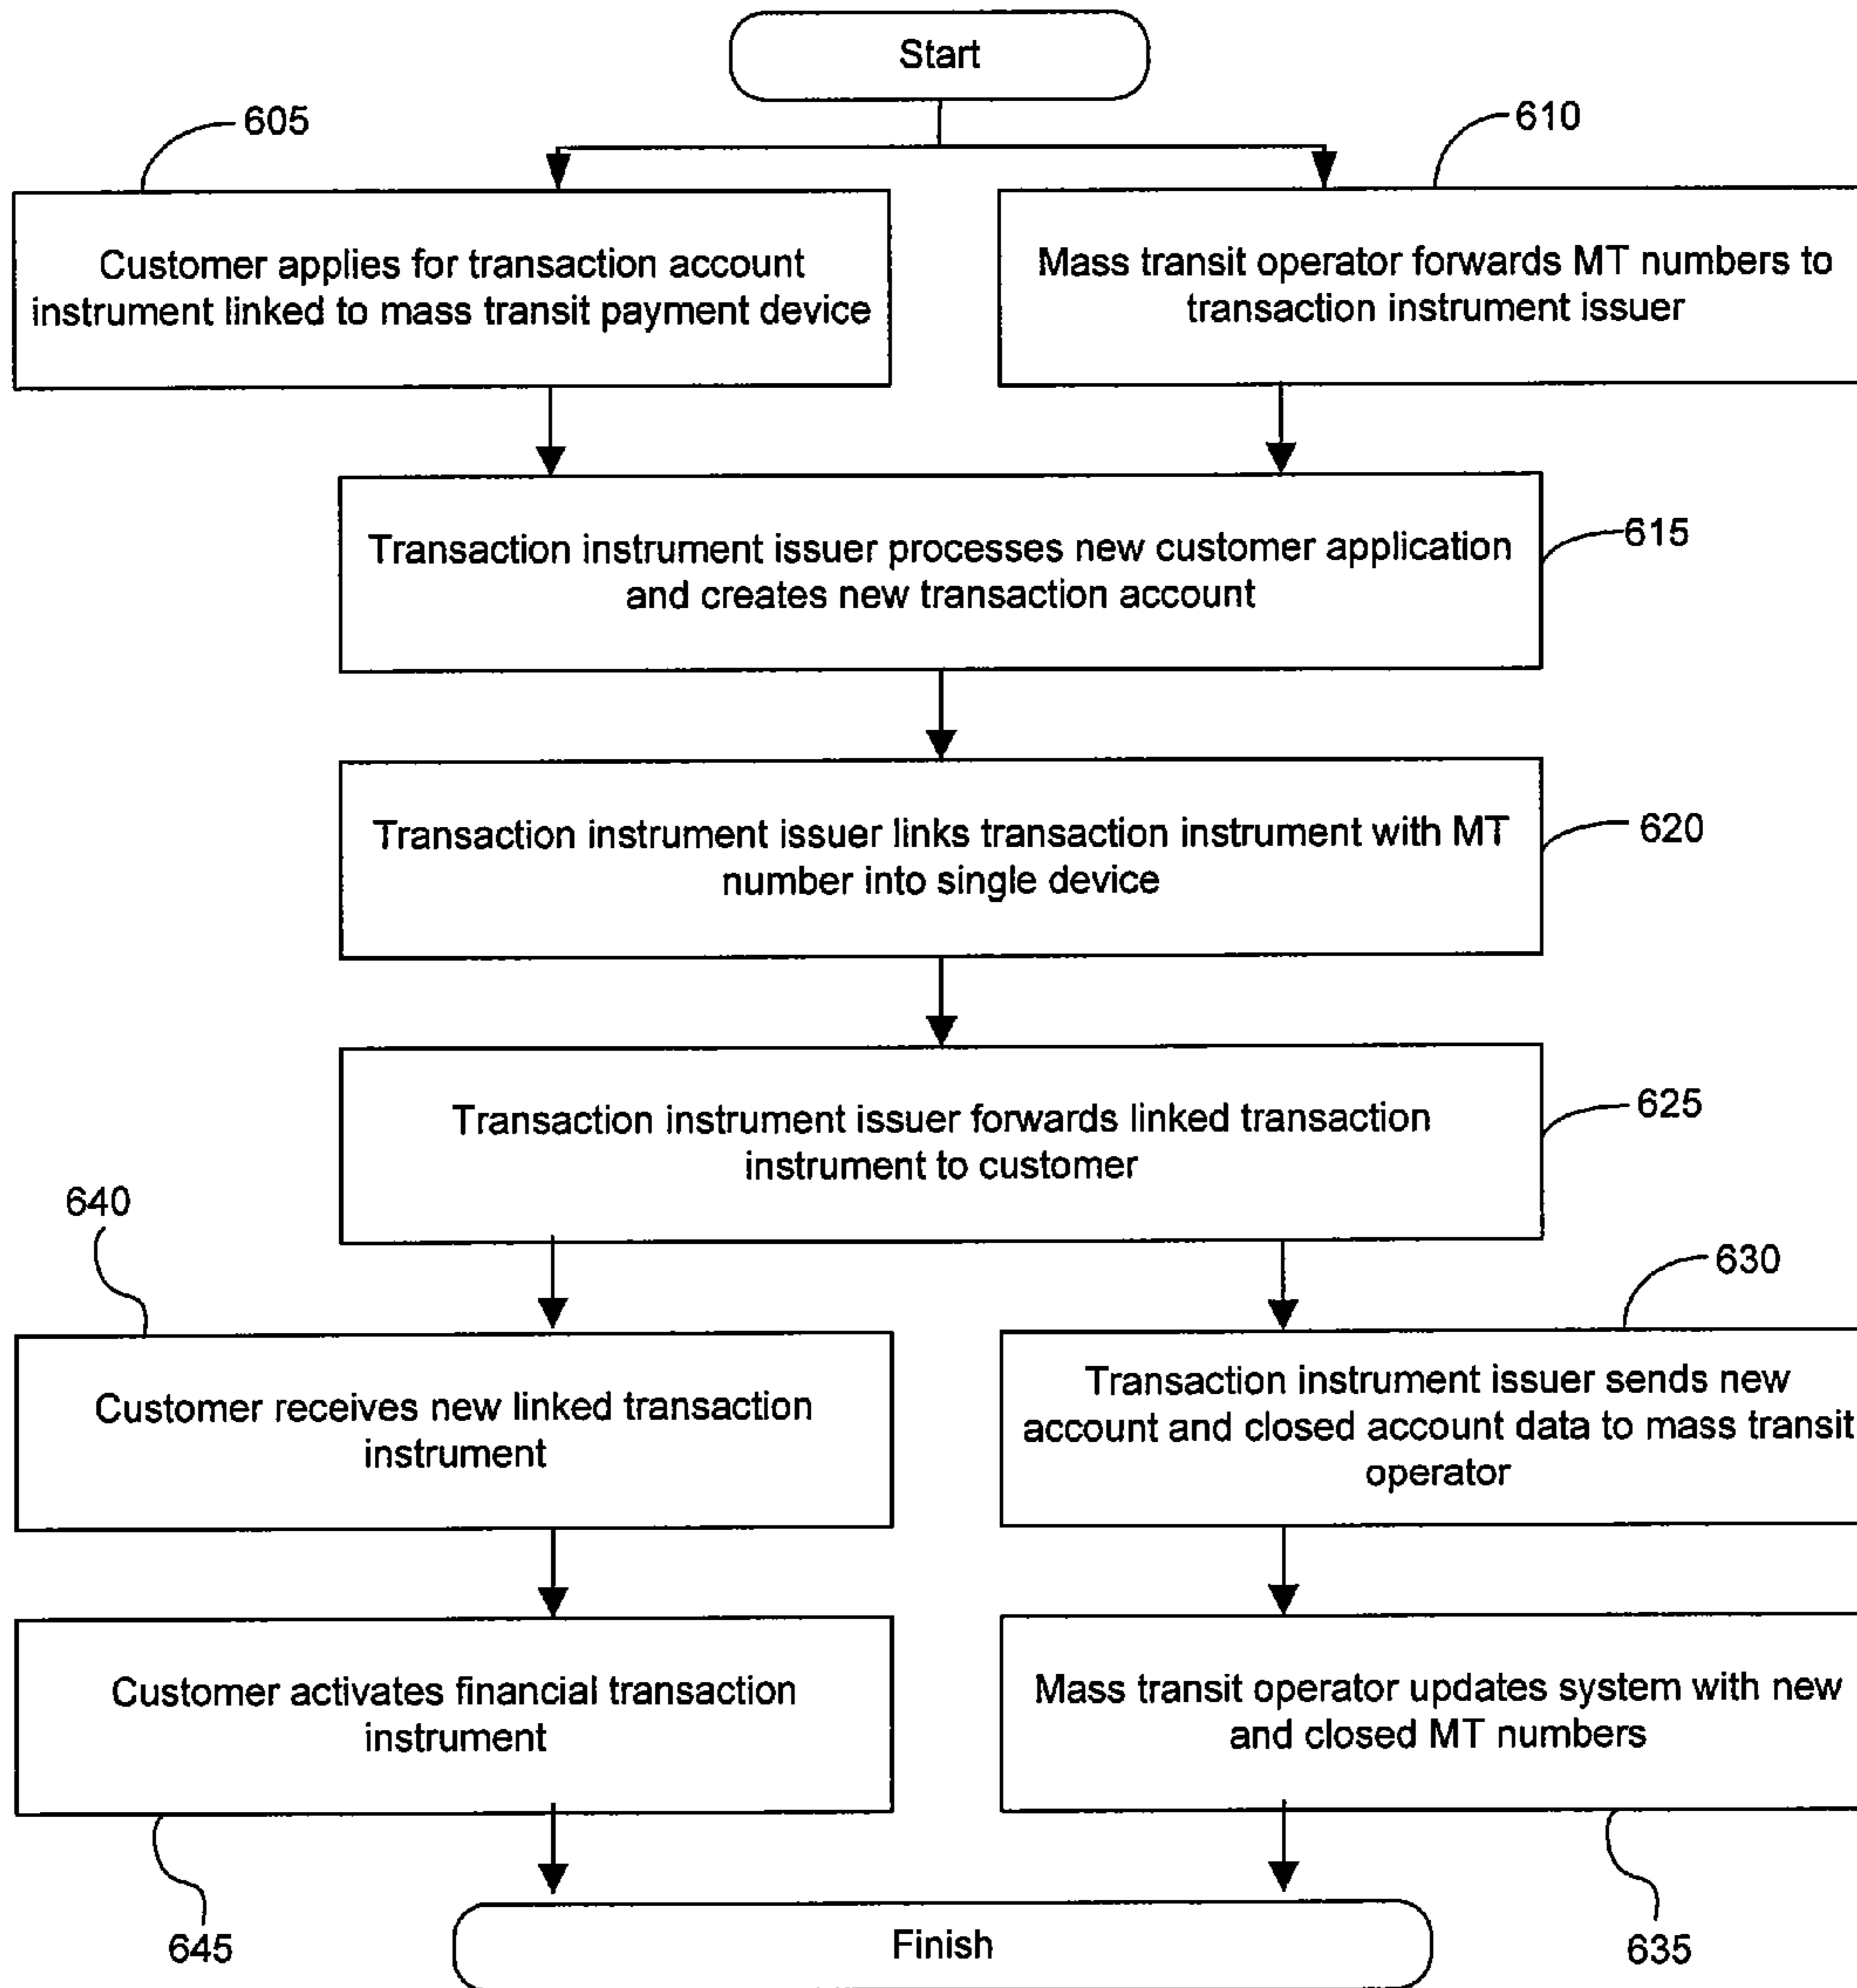 Start
605
610
Customer applies for transaction account
instrument linked to mass transit payment device
Mass transit operator forwards MT numbers to
transaction instrument issuer
Transaction instrument issuer processes new customer application
and creates new transaction account
615
Transaction instrument issuer links transaction instrument with MT
number into single device
620
Transaction instrument issuer forwards linked transaction
instrument to customer
625
640
630
Customer receives new linked transaction
instrument
Transaction instrument issuer sends new
account and closed account data to mass transit
operator
Customer activates financial transaction
instrument
Mass transit operator updates system with new
and closed MT numbers
645
Finish
635